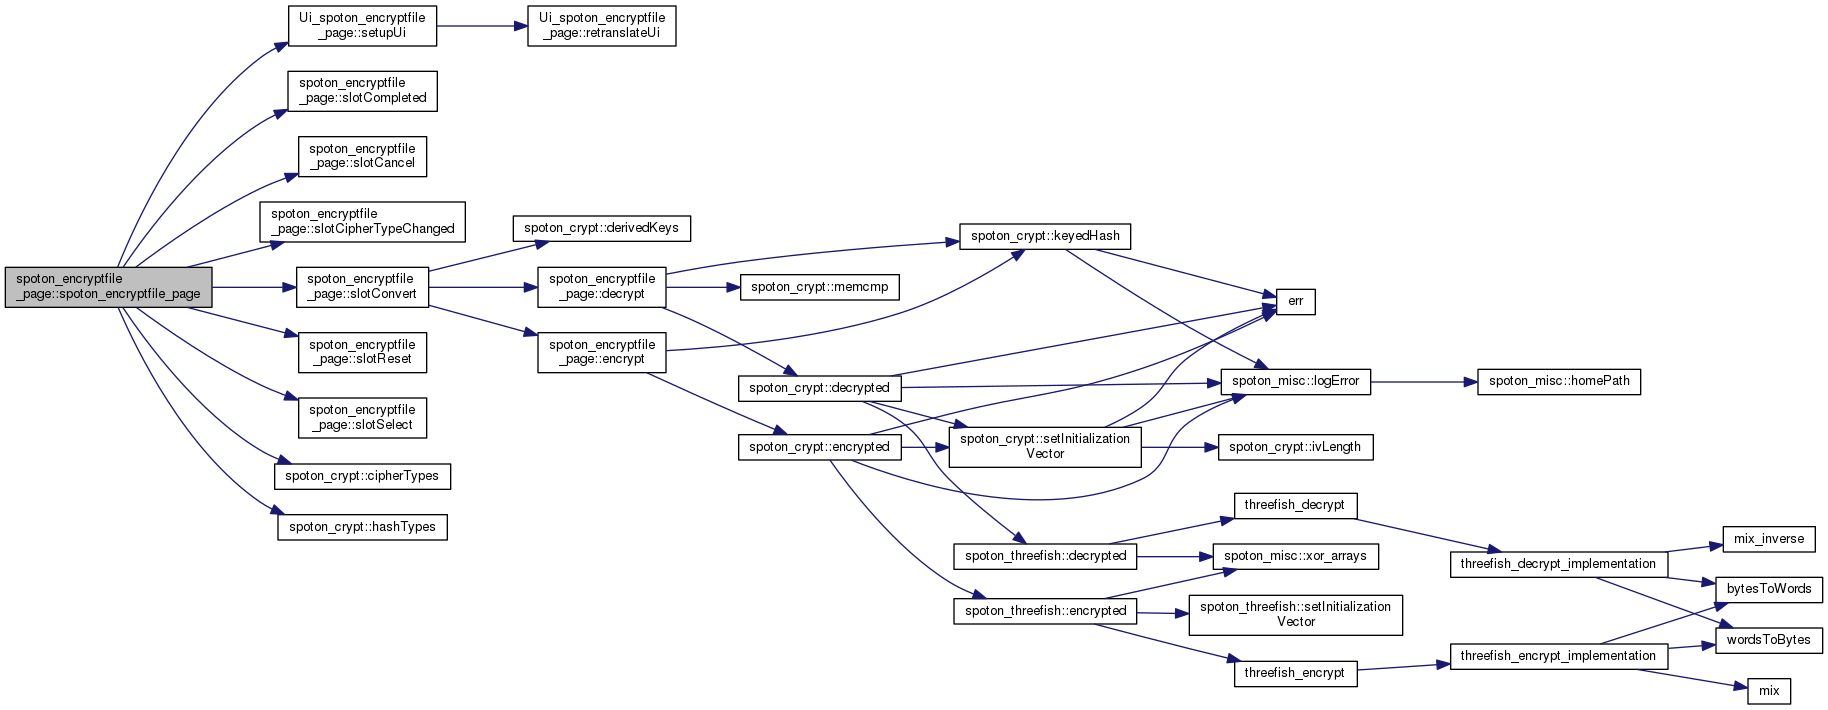 Ui_spoton_encryptfile
_page::setupUi
Ui_spoton_encryptfile
_page::retranslateUi
spoton_encryptfile
_page::slotCompleted
spoton_encryptfile
_page::slotCancel
spoton_encryptfile
_page::slotCipherTypeChanged
spoton_encryptfile
_page::spoton_encryptfile_page
spoton_encryptfile
_page::slotConvert
spoton_encryptfile
_page::slotReset
spoton_encryptfile
_page::slotSelect
spoton_crypt::cipherTypes
spoton_crypt::hashTypes
spoton_crypt::derivedKeys
spoton_encryptfile
_page::decrypt
spoton_encryptfile
_page::encrypt
spoton_crypt::keyedHash
spoton_crypt::memcmp
spoton_crypt::decrypted
spoton_crypt::encrypted
err
spoton_misc::logError
spoton_misc::homePath
spoton_crypt::setInitialization
Vector
spoton_crypt::ivLength
spoton_threefish::decrypted
threefish_decrypt
spoton_misc::xor_arrays
spoton_threefish::encrypted
spoton_threefish::setInitialization
Vector
threefish_encrypt
threefish_decrypt_implementation
threefish_encrypt_implementation
mix_inverse
bytesToWords
wordsToBytes
mix